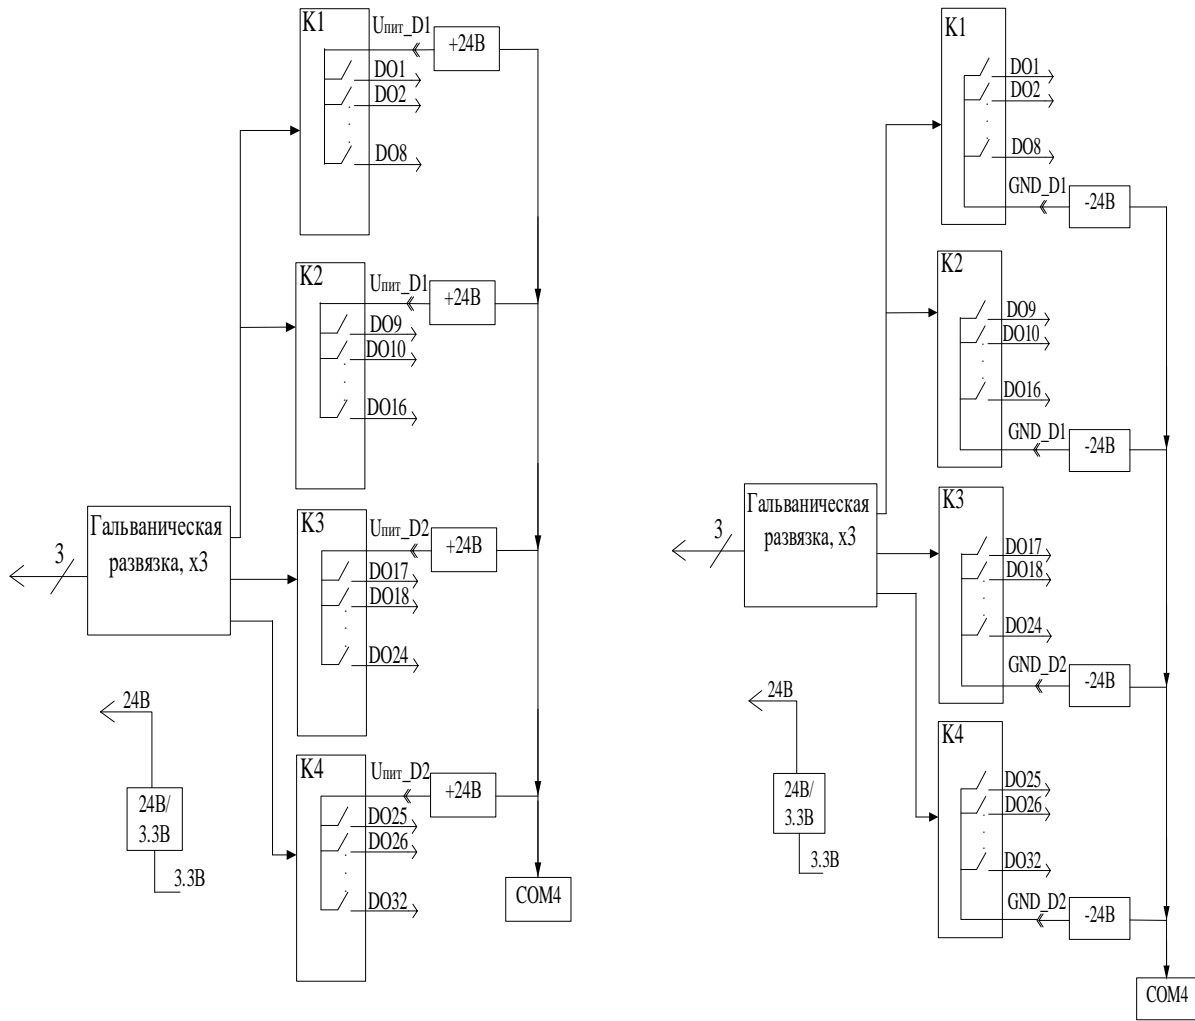 K1
Uпит_D1
+24В
DO1
DO2
DO8
K2
Uпит_D1
+24В
DO9
DO10
DO16
Гальваническая
развязка, x3
3
K3
Uпит_D2
+24В
DO17
DO18
DO24
24В
24В/
3.3В
3.3В
K4
Uпит_D2
+24В
DO25
DO26
DO32
COM4
K1
DO1
DO2
DO8
GND_D1
-24В
K2
DO9
DO10
DO16
GND_D1
-24В
Гальваническая
развязка, x3
3
K3
DO17
DO18
DO24
GND_D2
-24В
24В
24В/
3.3В
3.3В
K4
DO25
DO26
DO32
GND_D2
-24В
COM4